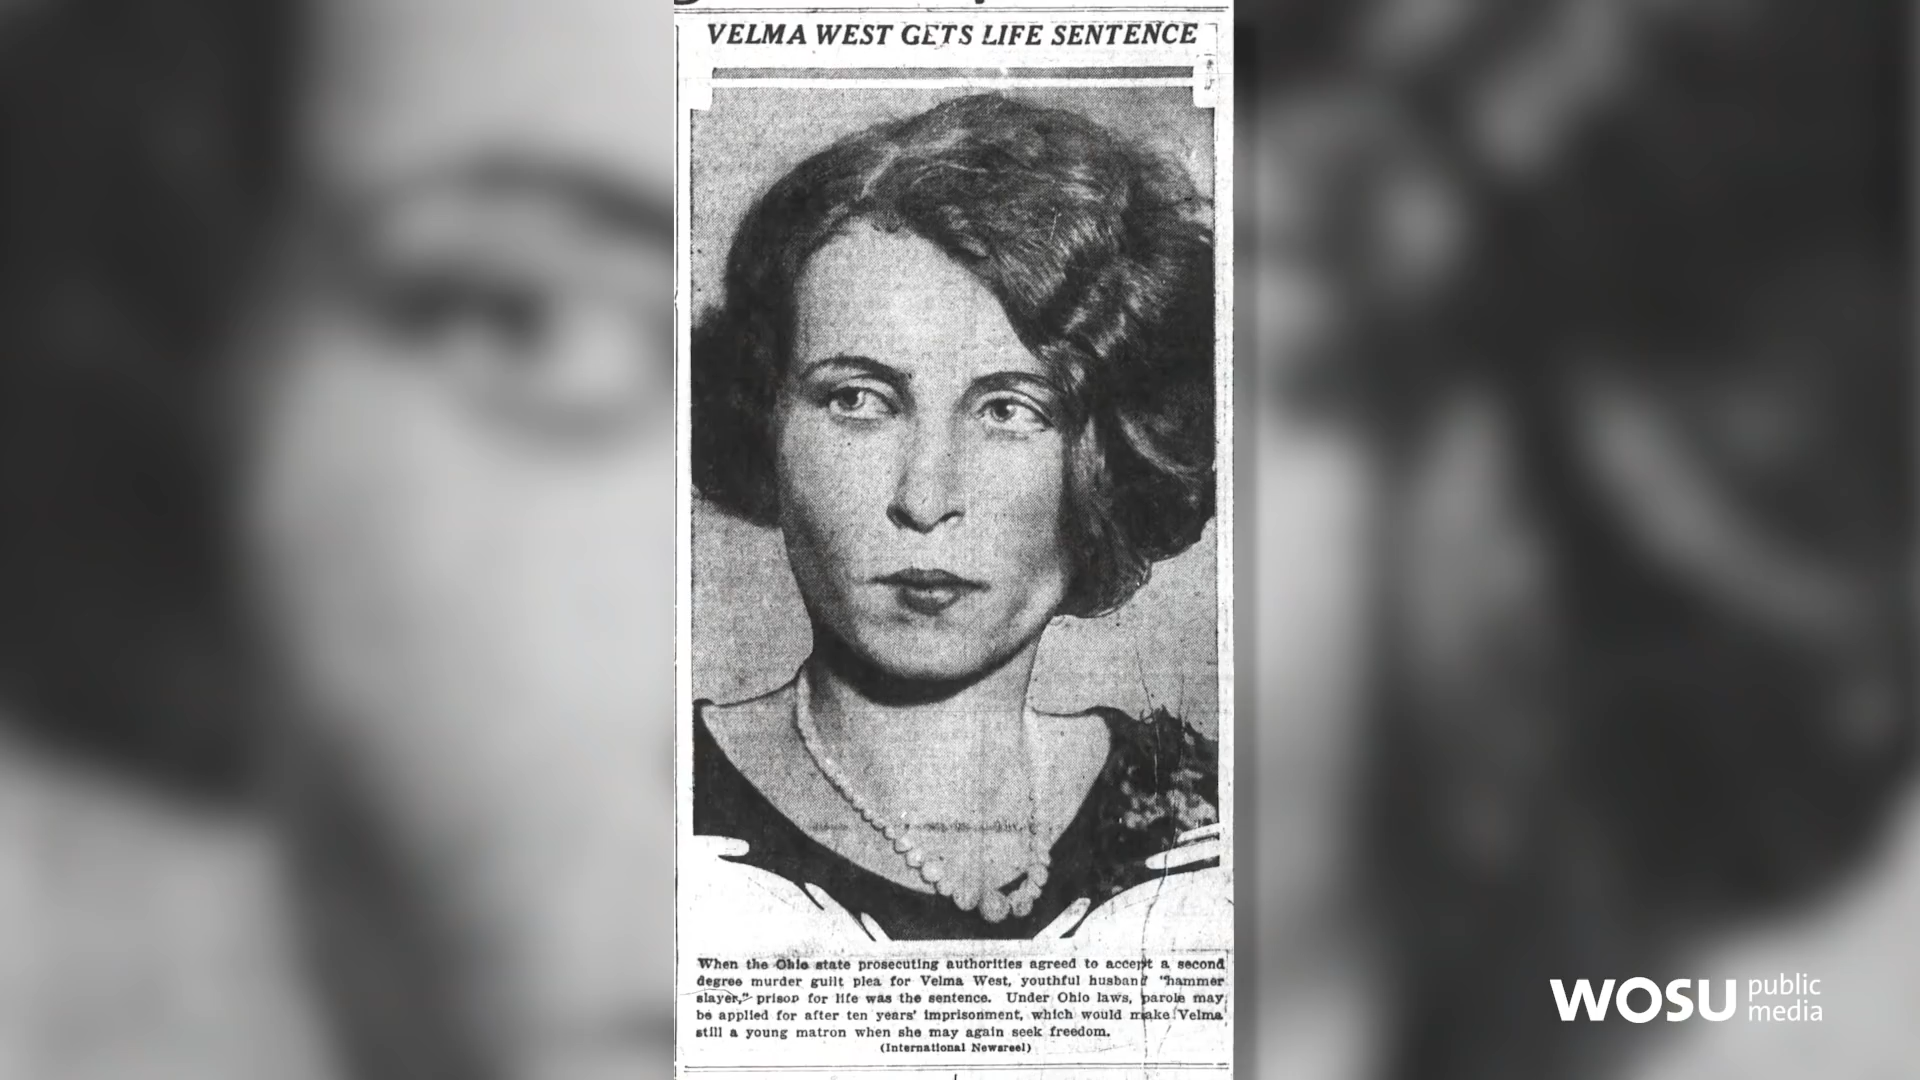 VELMA WEST GETS LIFE SENTENCE
When the Ohio state prosecuting authorities agreed to accept a second
degree murder guilt plea for Velma West, youthful husband "hammer
slayer," prison for life was the sentence. Under Ohio laws, parole may
be applied for after ten years' imprisonment, which would make Velma
still a young matron when she may again seek freedom.
(International Newsreel)
WOSU public
media